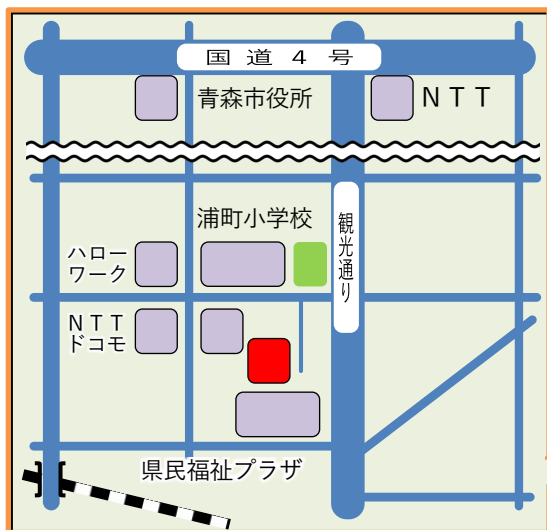 国道4号
青森市役所
ＮＴＴ
浦町小学校
観光通り
ハロー
ワーク
ＮＴＴ
ドコモ
県民福祉プラザ